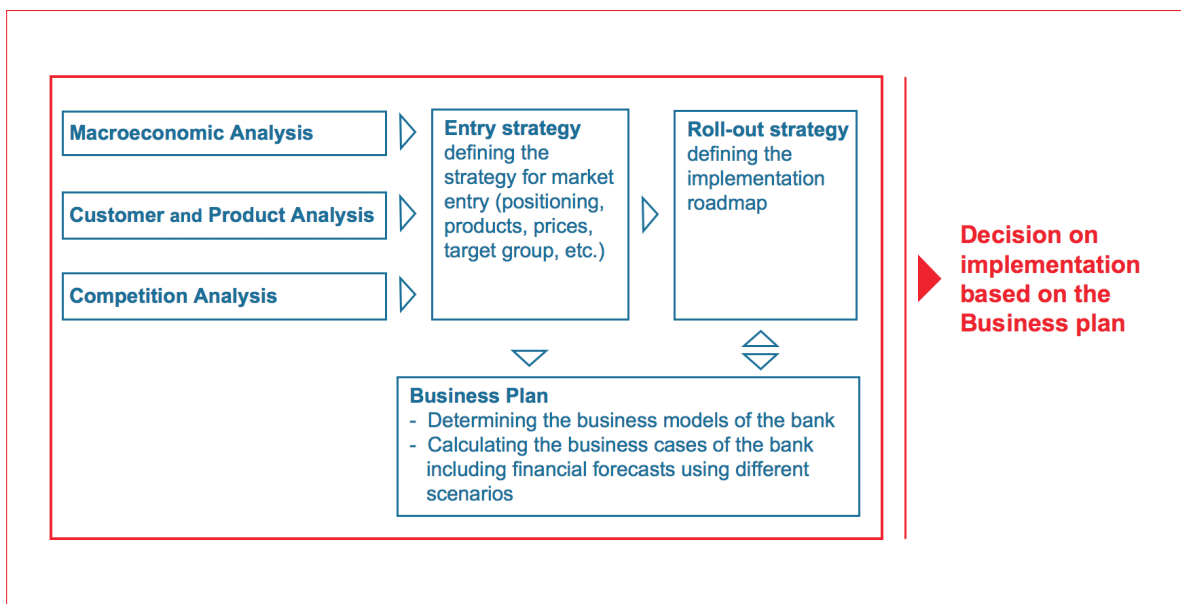 Macroeconomic Analysis
Customer and Product Analysis
Competition Analysis
Entry strategy
defining the
strategy for market
entry (positioning,
products, prices,
target group, etc.)
Roll-out strategy
defining the
implementation
roadmap
Business Plan
- Determining the business models of the bank
- Calculating the business cases of the bank
including financial forecasts using different
scenarios
Decision on
implementation
based on the
Business plan